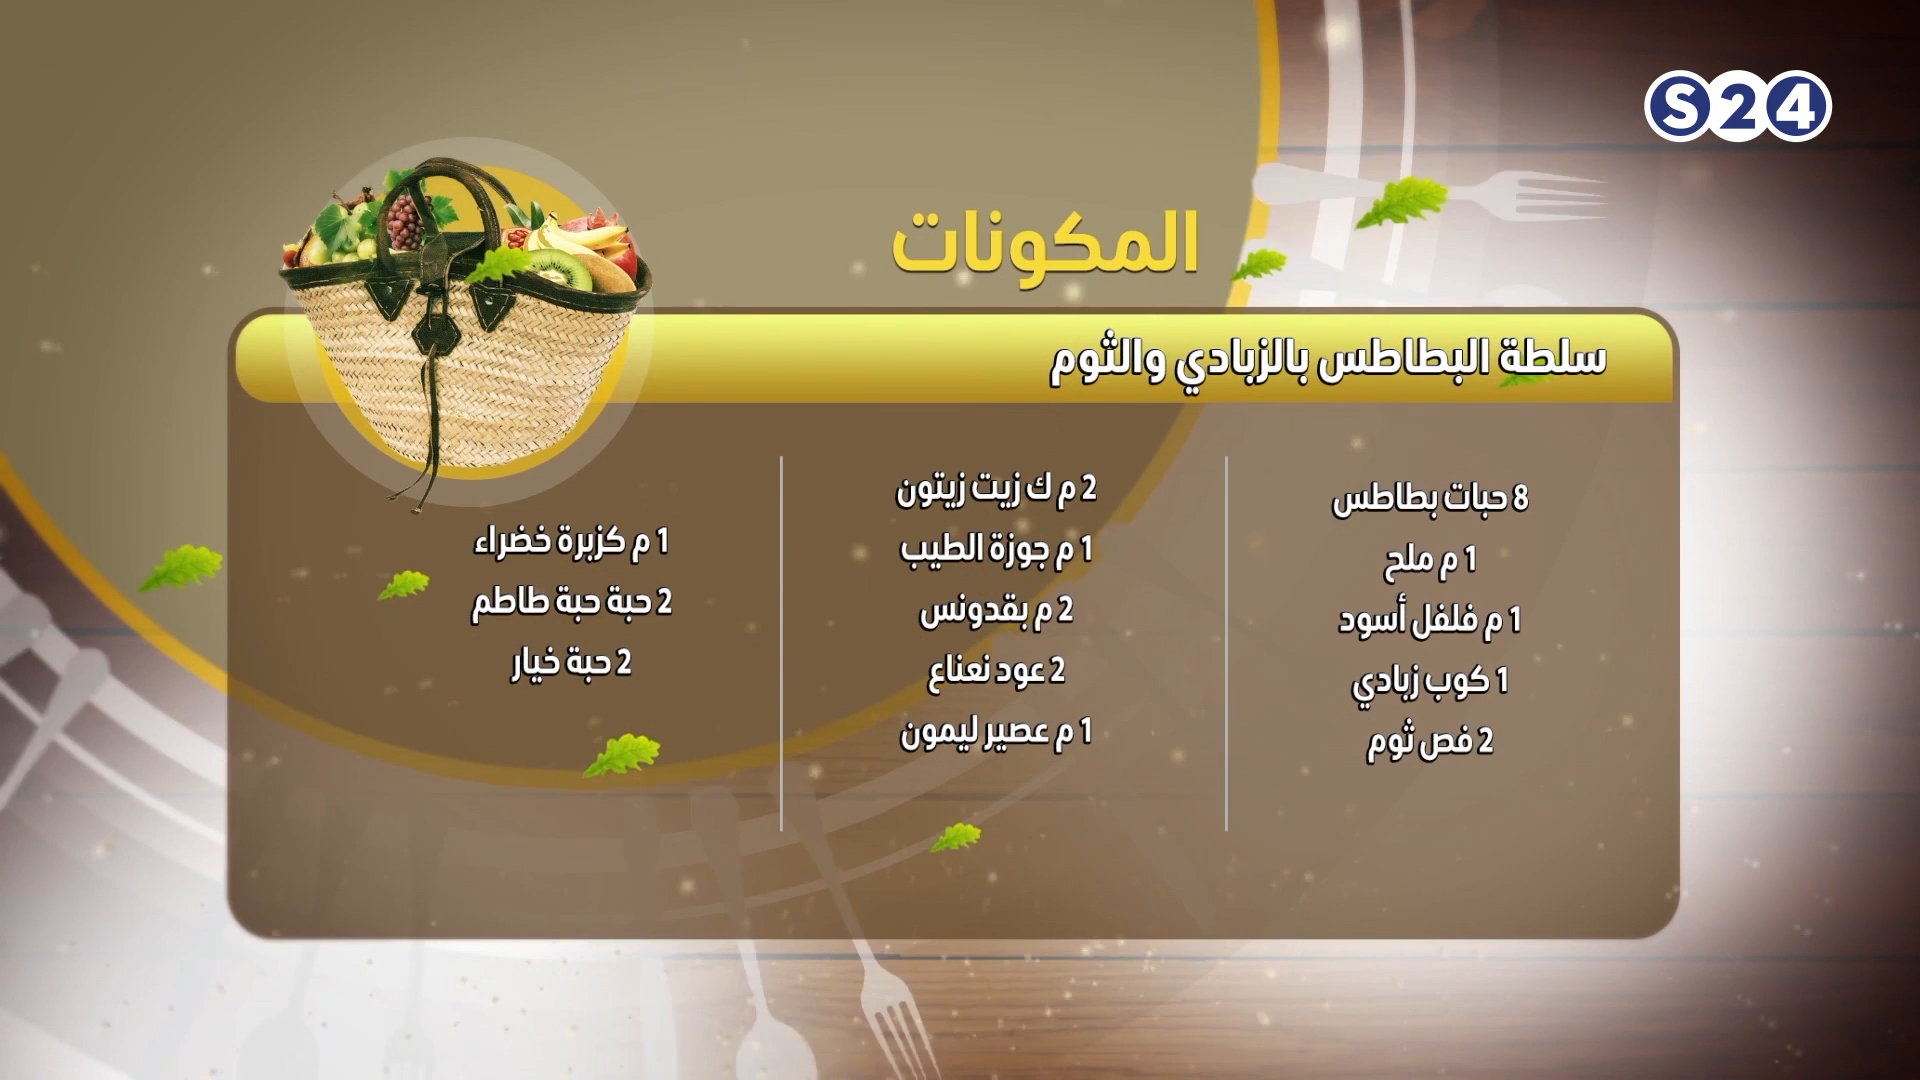 S24
المكونات
سلطة البطاطس بالزبادي والثوم
8 حبات بطاطس
1 م ملح
1 م فلفل أسود
1 كوب زبادي
2 فص ثوم
2 م ك زيت زيتون
1 م جوزة الطيب
2 م بقدونس
2 عود نعناع
1 م عصير ليمون
1 م كزبرة خضراء
2 حبة حبة طاطم
2 حبة خيار